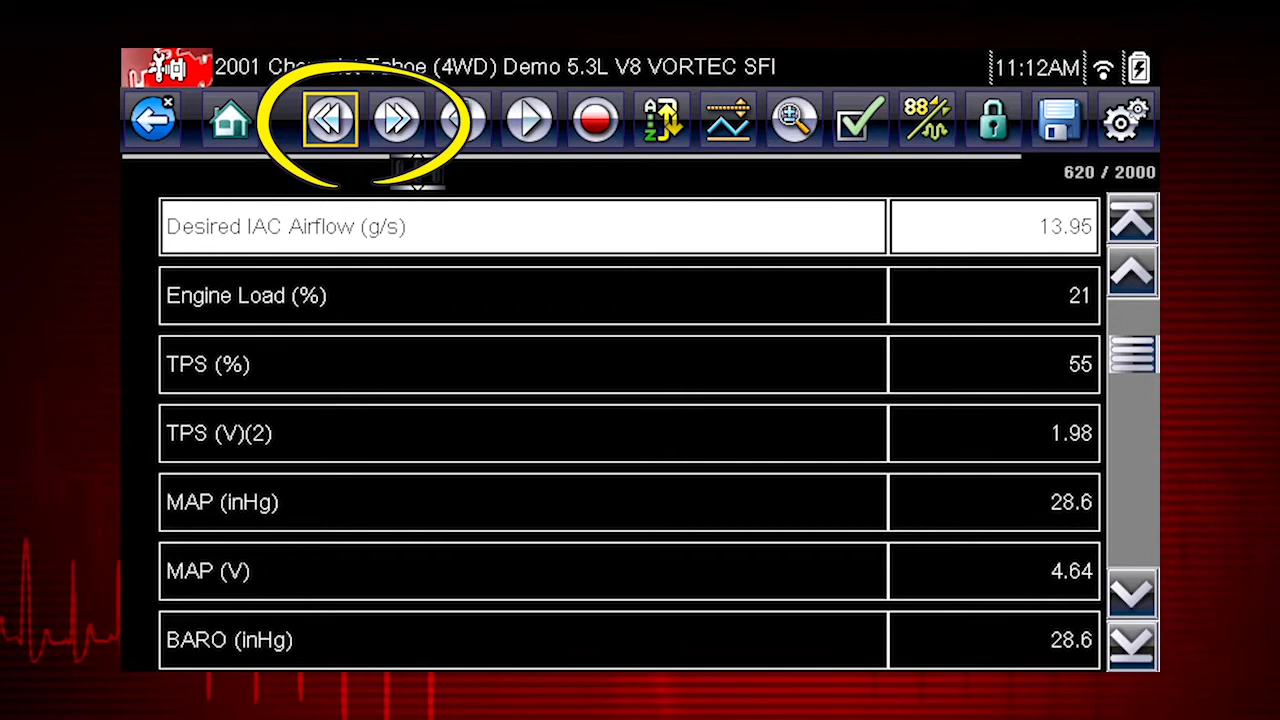 2001 Chevrolet Tahoe (4WD) Demo 5.3L V8 VORTEC SFI
11:12AM
A
Z
88
620 / 2000
Desired IAC Airflow (g/s) 13.95
Engine Load (%) 21
TPS (%) 55
TPS (V)(2) 1.98
MAP (inHg) 28.6
MAP (V) 4.64
BARO (inHg) 28.6